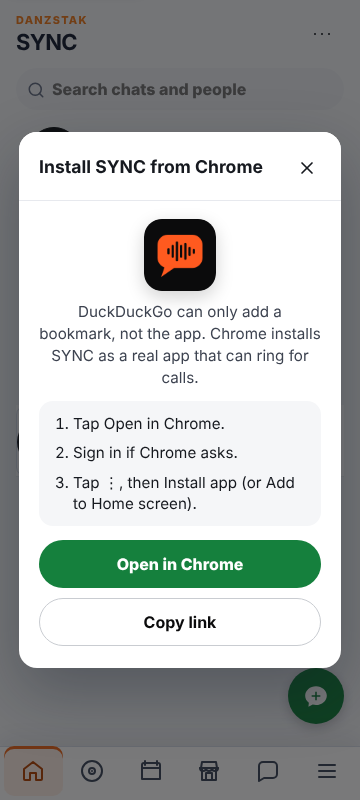 DANZSTAK
SYNC
Search chats and people
Install SYNC from Chrome
DuckDuckGo can only add a
bookmark, not the app. Chrome installs
SYNC as a real app that can ring for
calls.
1. Tap Open in Chrome.
2. Sign in if Chrome asks.
3. Tap ⋮, then Install app (or Add
to Home screen).
Open in Chrome
Copy link